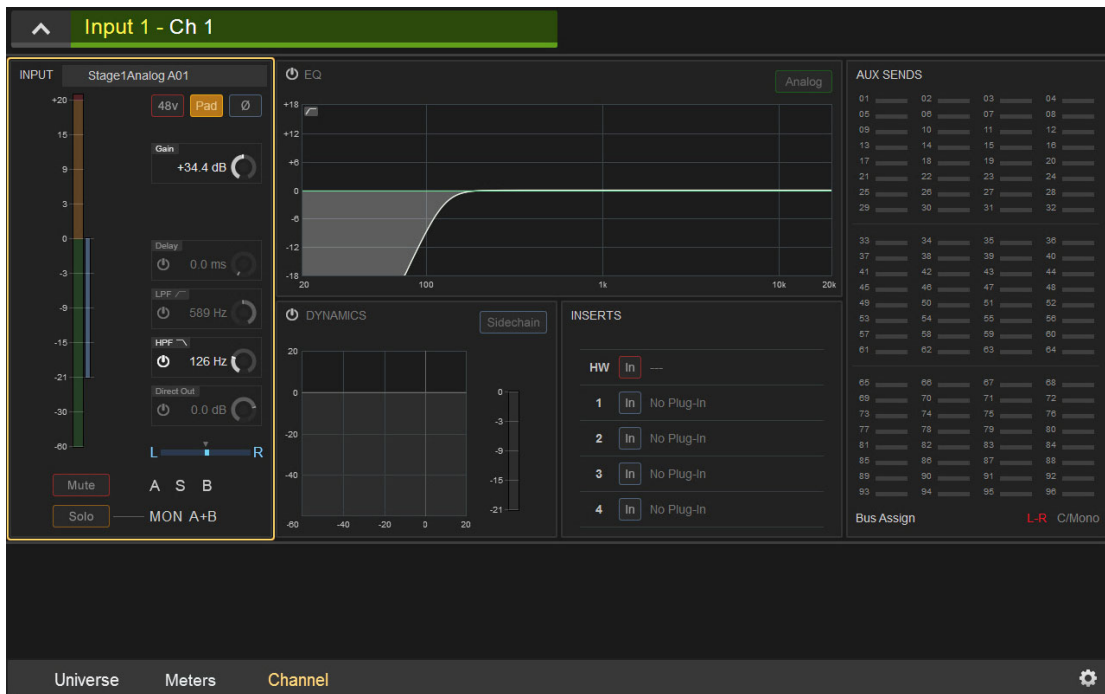 Input 1 - Ch 1
INPUT Stage1Analog A01
48v Pad Ø
Gain
+34.4 dB
Delay
0.0 ms
LPF
589 Hz
HPF
126 Hz
Direct Out
0.0 dB
+20
15
9
3
0
-3
-9
-15
-21
-30
-60
L R
Mute A S B
Solo MON A+B
EQ Analog
+18
+12
+6
0
-6
-12
-18
20 100 1k 10k 20k
DYNAMICS Sidechain
20
0
-20
-40
-60 -40 -20 0 20
0
-3
-9
-15
-21
INSERTS
HW In ---
1 In No Plug-In
2 In No Plug-In
3 In No Plug-In
4 In No Plug-In
AUX SENDS
01 02 03 04
05 06 07 08
09 10 11 12
13 14 15 16
17 18 19 20
21 22 23 24
25 26 27 28
29 30 31 32
33 34 35 36
37 38 39 40
41 42 43 44
45 46 47 48
49 50 51 52
53 54 55 56
57 58 59 60
61 62 63 64
65 66 67 68
69 70 71 72
73 74 75 76
77 78 79 80
81 82 83 84
85 86 87 88
89 90 91 92
93 94 95 96
Bus Assign L-R C/Mono
Universe Meters Channel